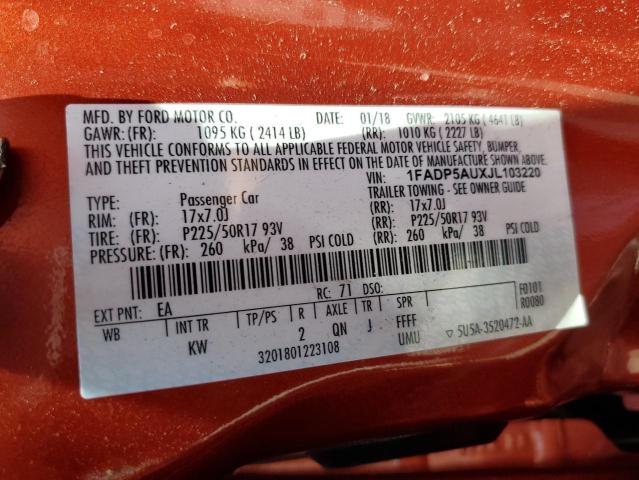 MFD. BY FORD MOTOR CO. DATE: 01/18 GVWR: 2105 KG ( 4641 LB)
GAWR: (FR): 1095 KG ( 2414 LB) (RR): 1010 KG ( 2227 LB)
THIS VEHICLE CONFORMS TO ALL APPLICABLE FEDERAL MOTOR VEHICLE SAFETY, BUMPER,
AND THEFT PREVENTION STANDARDS IN EFFECT ON THE DATE OF MANUFACTURE SHOWN ABOVE.
VIN: 1FADP5AUXJL103220
TYPE: Passenger Car TRAILER TOWING - SEE OWNER GUIDE
RIM: (FR): 17x7.0J (RR): 17x7.0J
TIRE: (FR): P225/50R17 93V (RR): P225/50R17 93V
PRESSURE: (FR): 260 kPa/ 38 PSI COLD (RR): 260 kPa/ 38 PSI COLD
RC: 71 DSO: F0101
EXT PNT: EA R0080
WB INT TR TP/PS R AXLE TR SPR
KW 2 QN J FFFF
3201801223108 UMU ▽ 5U5A-3520472-AA